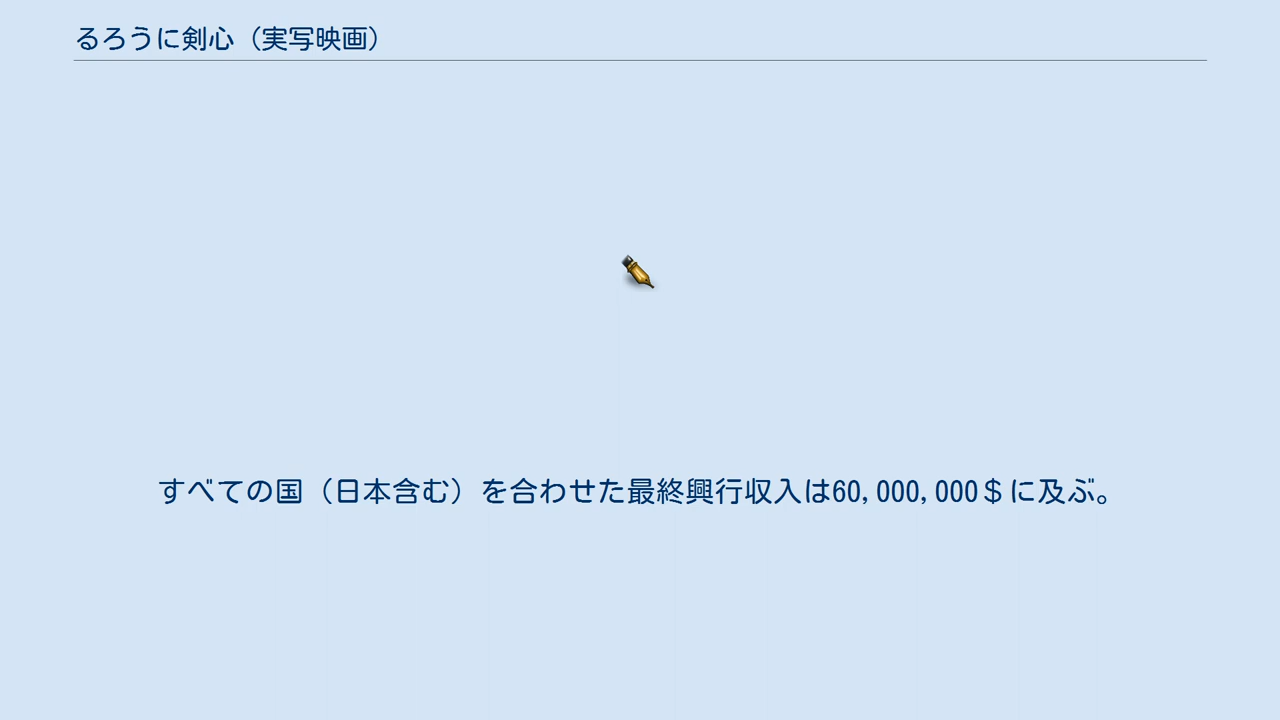 るろうに剣心（実写映画）
すべての国（日本含む）を合わせた最終興行収入は60,000,000＄に及ぶ。